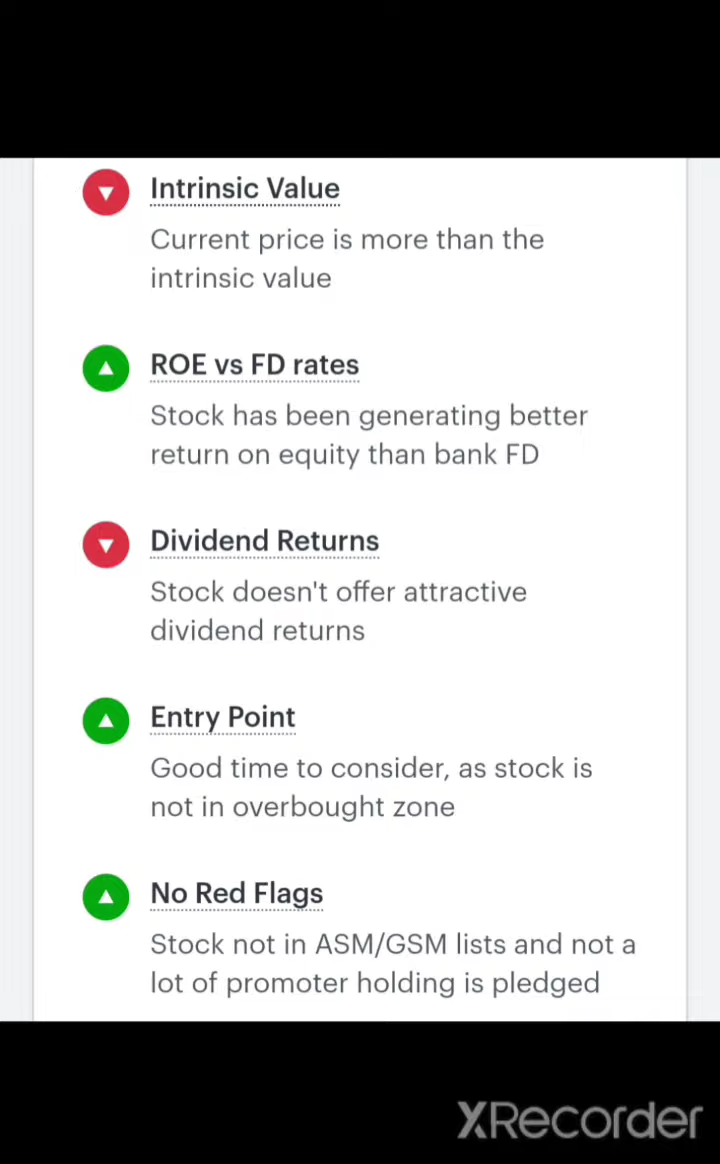 Intrinsic Value
Current price is more than the
intrinsic value
ROE vs FD rates
Stock has been generating better
return on equity than bank FD
Dividend Returns
Stock doesn't offer attractive
dividend returns
Entry Point
Good time to consider, as stock is
not in overbought zone
No Red Flags
Stock not in ASM/GSM lists and not a
lot of promoter holding is pledged
XRecorder